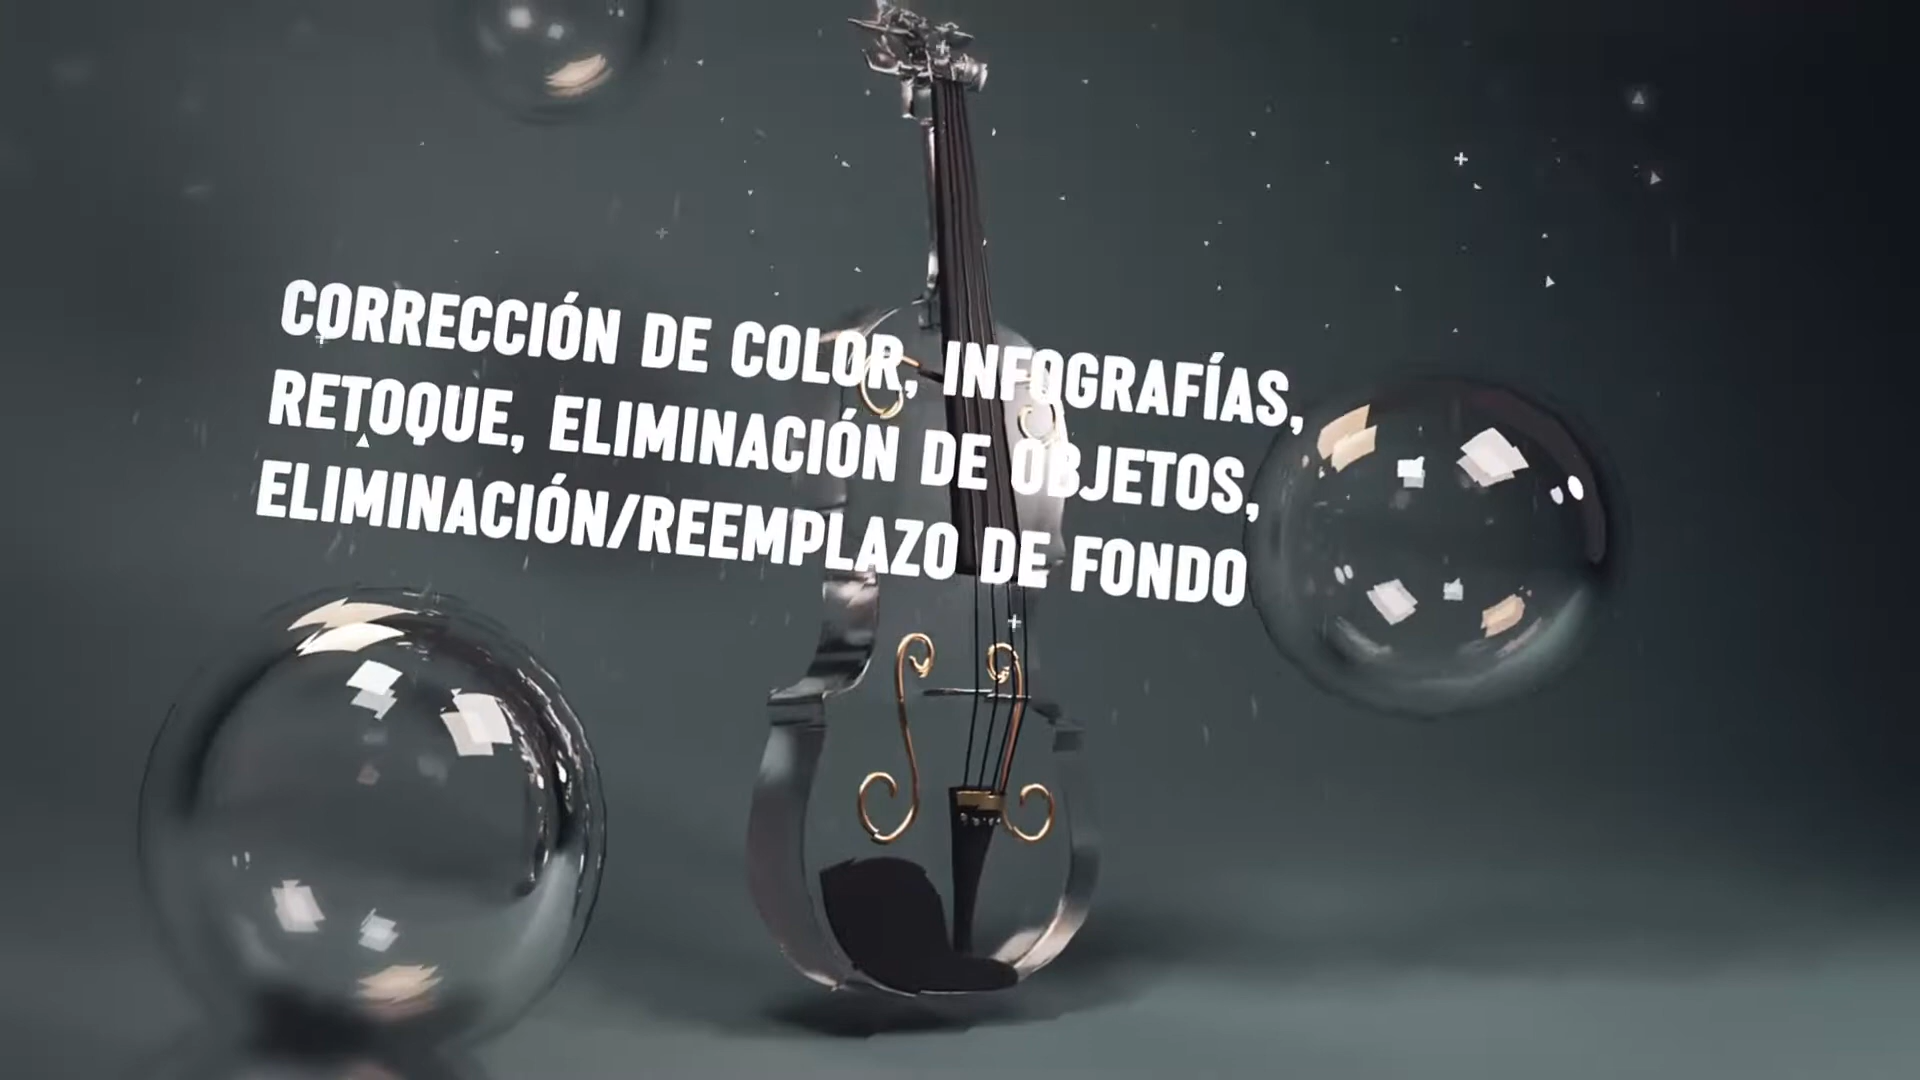 CORRECCIÓN DE COLOR, INFOGRAFÍAS,
RETOQUE, ELIMINACIÓN DE OBJETOS,
ELIMINACIÓN/REEMPLAZO DE FONDO